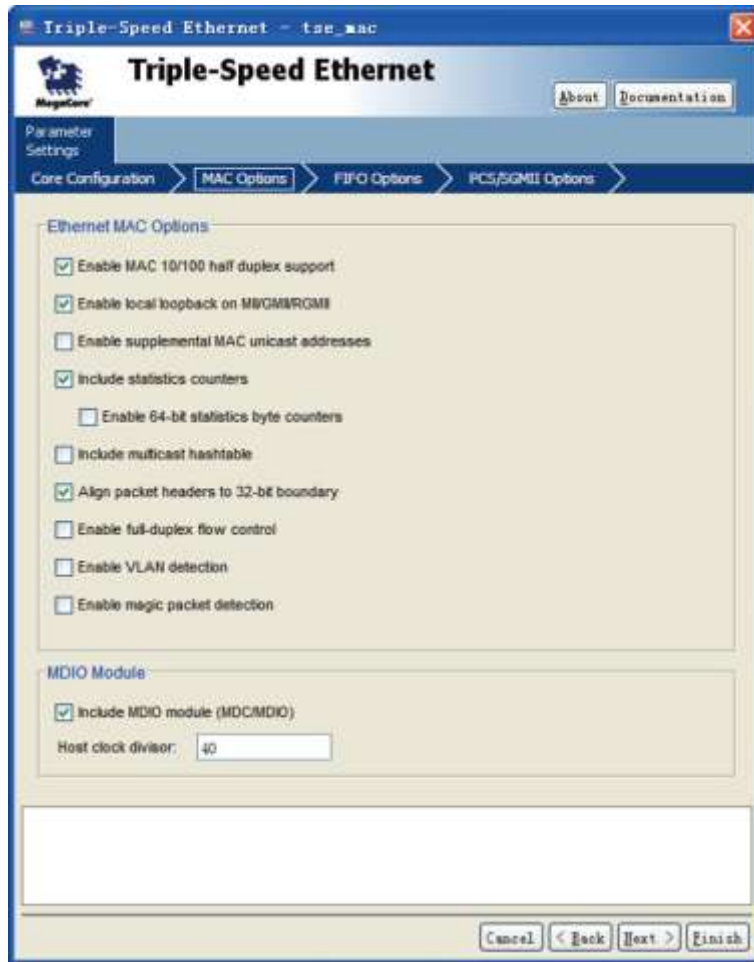 Triple-Speed Ethernet - tse_mac
Triple-Speed Ethernet
MegaCore'
About Documentation
Parameter
Settings
Core Configuration MAC Options FIFO Options PCS/SGMII Options
Ethernet MAC Options
Enable MAC 10/100 half duplex support
Enable local loopback on MII/GMII/RGMII
Enable supplemental MAC unicast addresses
Include statistics counters
Enable 64-bit statistics byte counters
Include multicast hashtable
Align packet headers to 32-bit boundary
Enable full-duplex flow control
Enable VLAN detection
Enable magic packet detection
MDIO Module
Include MDIO module (MDC/MDIO)
Host clock divisor: 40
Cancel < Back Next > Finish